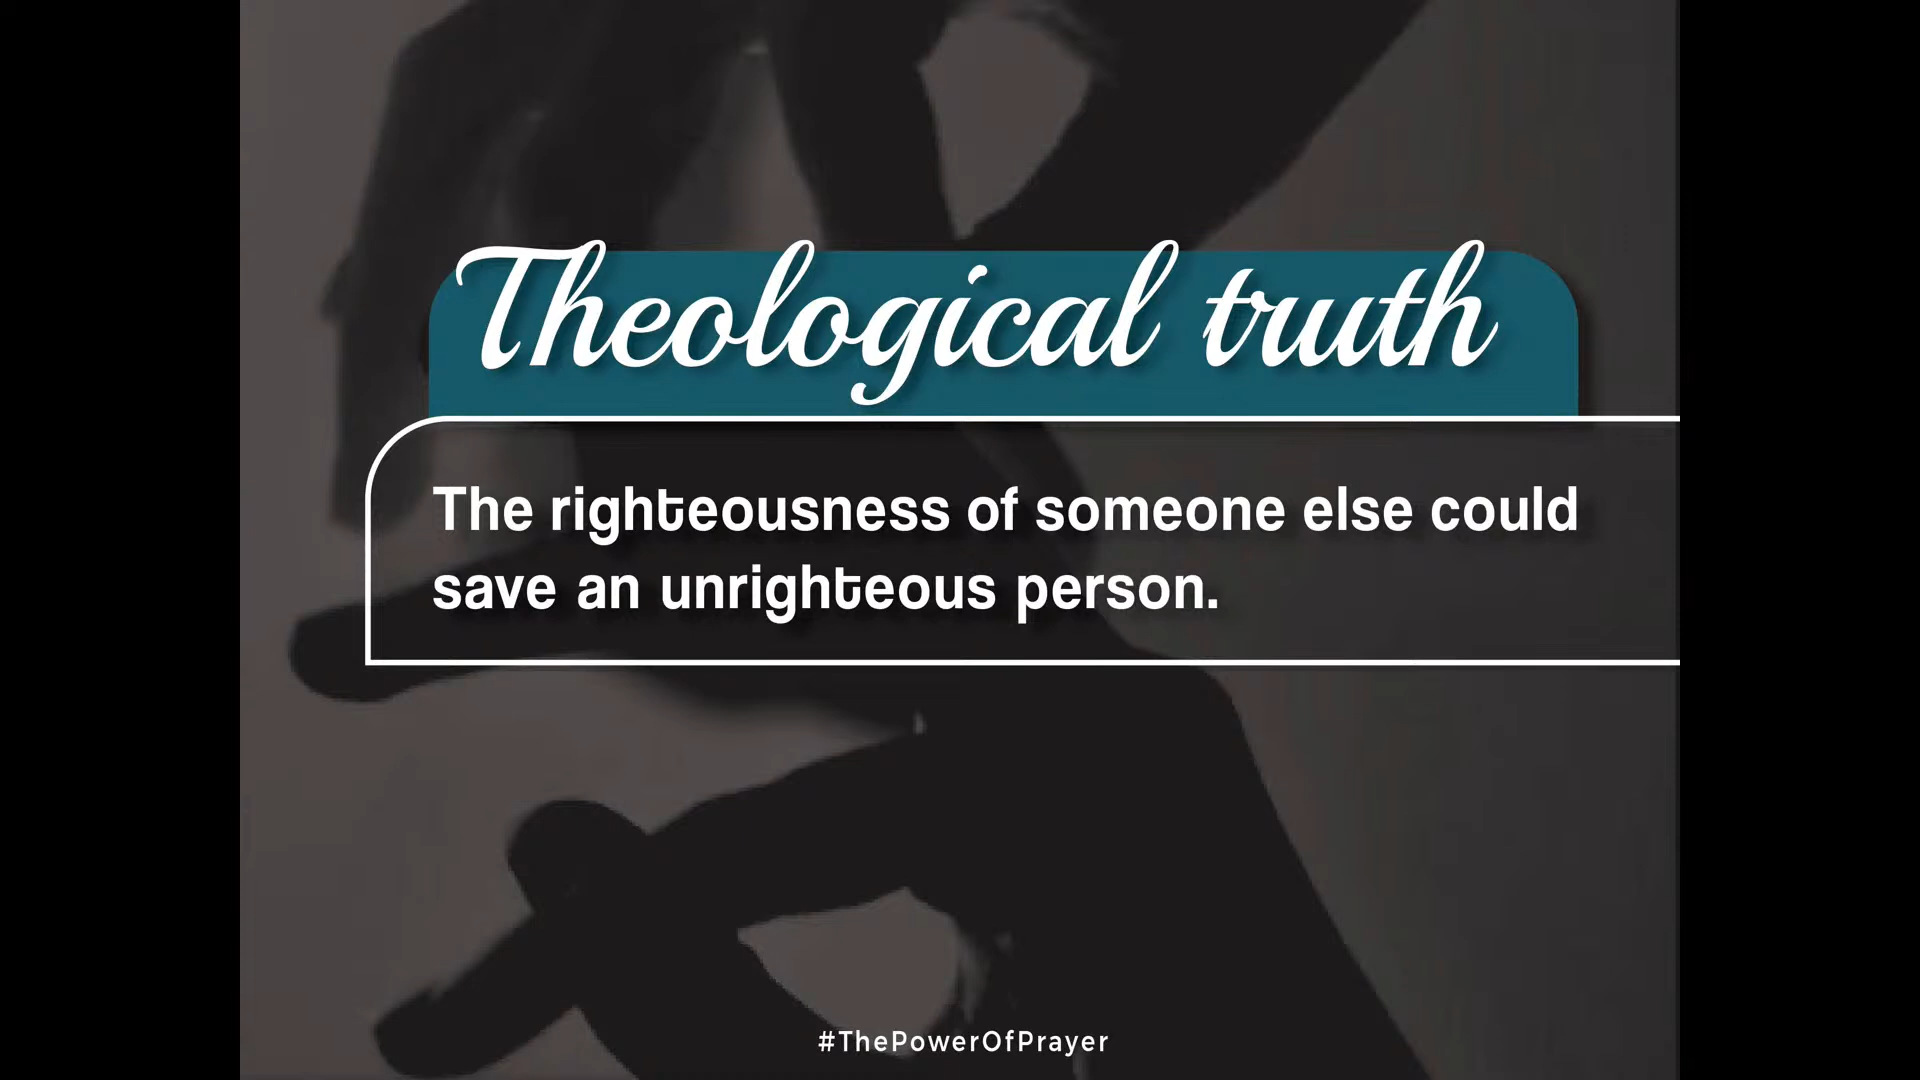 Theological truth
The righteousness of someone else could
save an unrighteous person.
#ThePowerOfPrayer